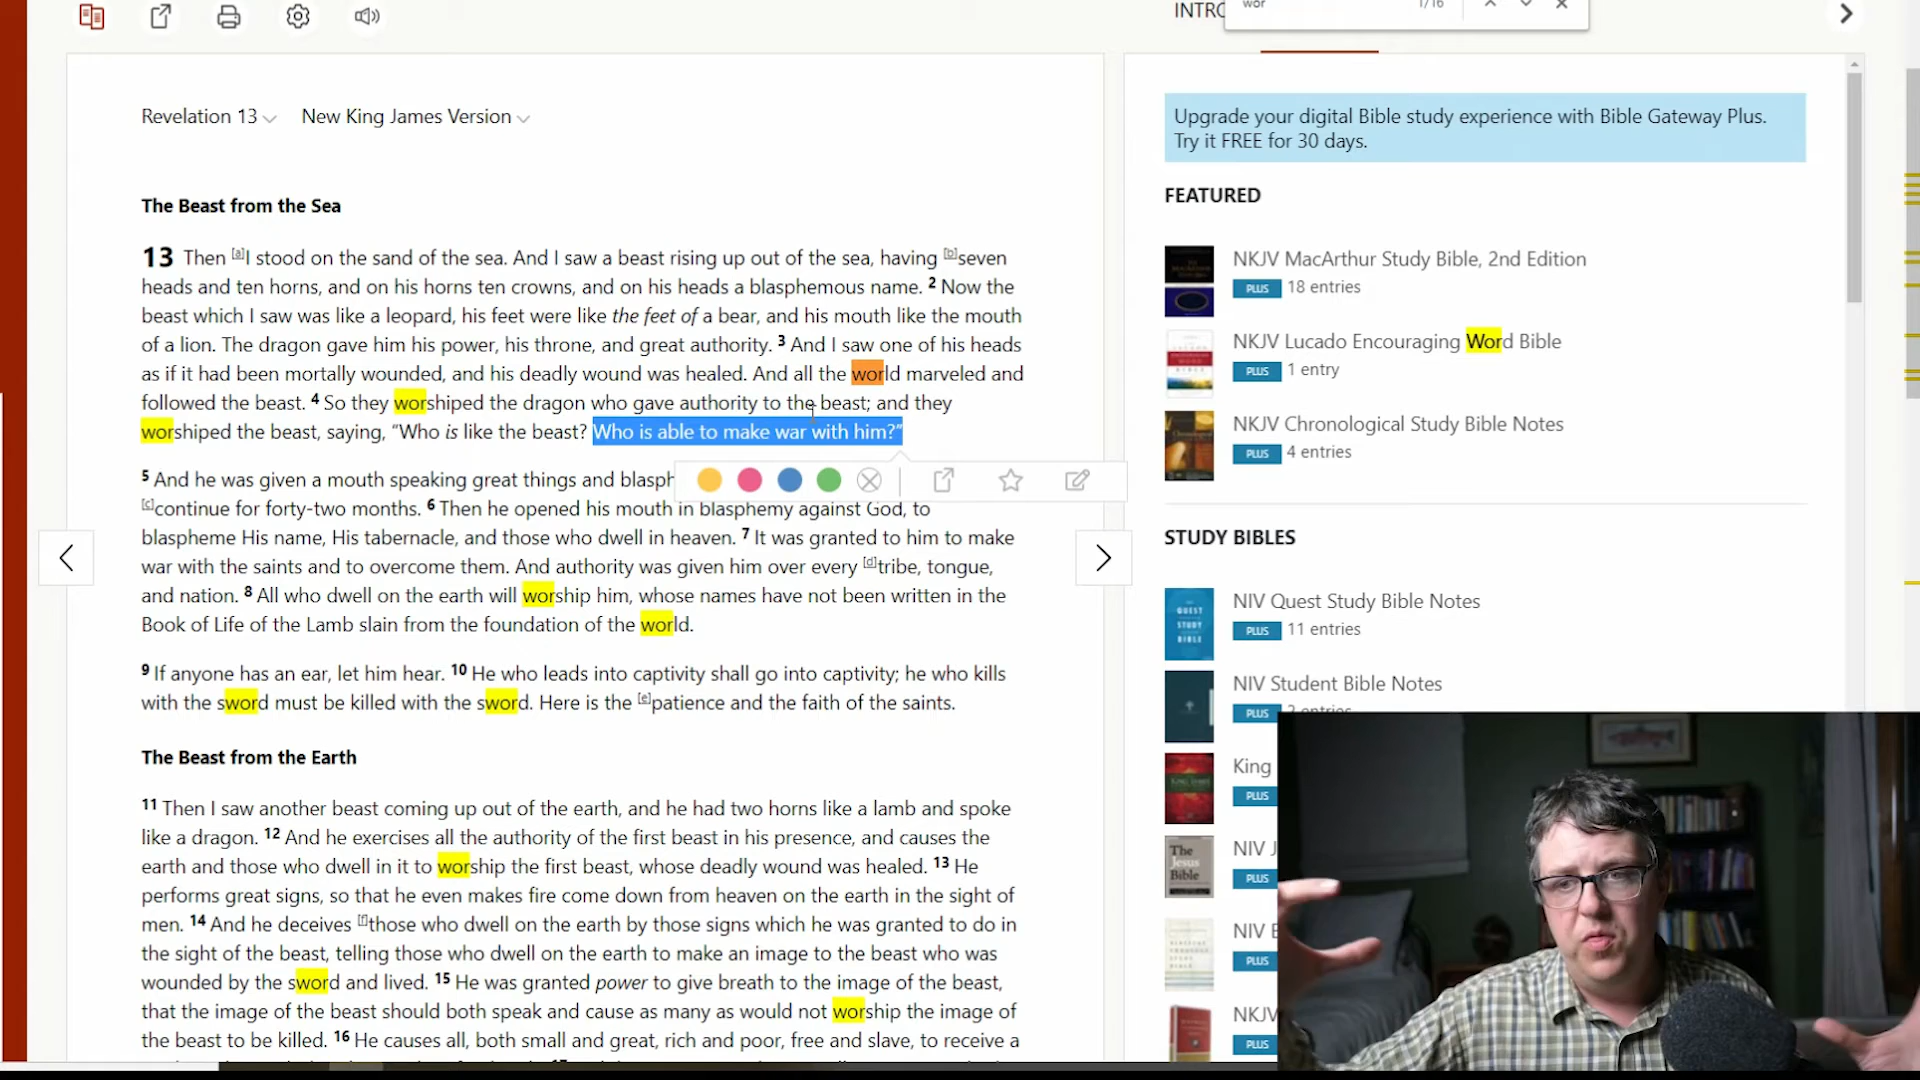 INTRO
wor
1/16
Revelation 13
New King James Version
The Beast from the Sea
13 Then [a]I stood on the sand of the sea. And I saw a beast rising up out of the sea, having [b]seven
heads and ten horns, and on his horns ten crowns, and on his heads a blasphemous name. 2 Now the
beast which I saw was like a leopard, his feet were like the feet of a bear, and his mouth like the mouth
of a lion. The dragon gave him his power, his throne, and great authority. 3 And I saw one of his heads
as if it had been mortally wounded, and his deadly wound was healed. And all the world marveled and
followed the beast. 4 So they worshiped the dragon who gave authority to the beast; and they
worshiped the beast, saying, “Who is like the beast? Who is able to make war with him?”
5 And he was given a mouth speaking great things and blasph
[c]continue for forty-two months. 6 Then he opened his mouth in blasphemy against God, to
blaspheme His name, His tabernacle, and those who dwell in heaven. 7 It was granted to him to make
war with the saints and to overcome them. And authority was given him over every [d]tribe, tongue,
and nation. 8 All who dwell on the earth will worship him, whose names have not been written in the
Book of Life of the Lamb slain from the foundation of the world.
9 If anyone has an ear, let him hear. 10 He who leads into captivity shall go into captivity; he who kills
with the sword must be killed with the sword. Here is the [e]patience and the faith of the saints.
The Beast from the Earth
11 Then I saw another beast coming up out of the earth, and he had two horns like a lamb and spoke
like a dragon. 12 And he exercises all the authority of the first beast in his presence, and causes the
earth and those who dwell in it to worship the first beast, whose deadly wound was healed. 13 He
performs great signs, so that he even makes fire come down from heaven on the earth in the sight of
men. 14 And he deceives [f]those who dwell on the earth by those signs which he was granted to do in
the sight of the beast, telling those who dwell on the earth to make an image to the beast who was
wounded by the sword and lived. 15 He was granted power to give breath to the image of the beast,
that the image of the beast should both speak and cause as many as would not worship the image of
the beast to be killed. 16 He causes all, both small and great, rich and poor, free and slave, to receive a
Upgrade your digital Bible study experience with Bible Gateway Plus.
Try it FREE for 30 days.
FEATURED
NKJV MacArthur Study Bible, 2nd Edition
PLUS 18 entries
NKJV Lucado Encouraging Word Bible
PLUS 1 entry
NKJV Chronological Study Bible Notes
PLUS 4 entries
STUDY BIBLES
QUEST
STUDY
BIBLE
NIV Quest Study Bible Notes
PLUS 11 entries
NIV Student Bible Notes
PLUS 2 entries
King
PLUS
The
Jesus
Bible
NIV J
PLUS
NIV B
PLUS
NKJV
PLUS